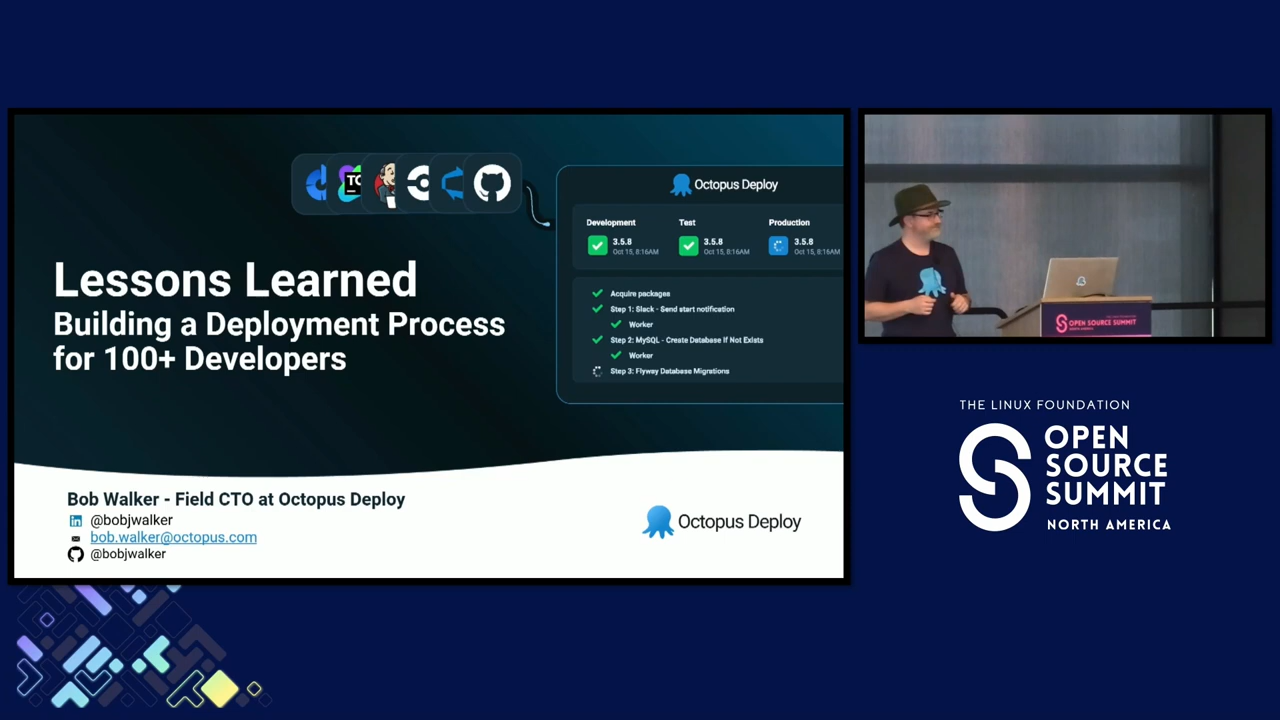 TC
Octopus Deploy
Development
Test
Production
3.5.8
Oct 15, 8:16AM
3.5.8
Oct 15, 8:16AM
3.5.8
Oct 15, 8:16AM
Acquire packages
Step 1: Slack - Send start notification
Worker
Step 2: MySQL - Create Database If Not Exists
Worker
Step 3: Flyway Database Migrations
Lessons Learned
Building a Deployment Process
for 100+ Developers
Bob Walker - Field CTO at Octopus Deploy
in @bobjwalker
bob.walker@octopus.com
@bobjwalker
Octopus Deploy
OPEN SOURCE SUMMIT
THE LINUX FOUNDATION
OPEN
SOURCE
SUMMIT
NORTH AMERICA